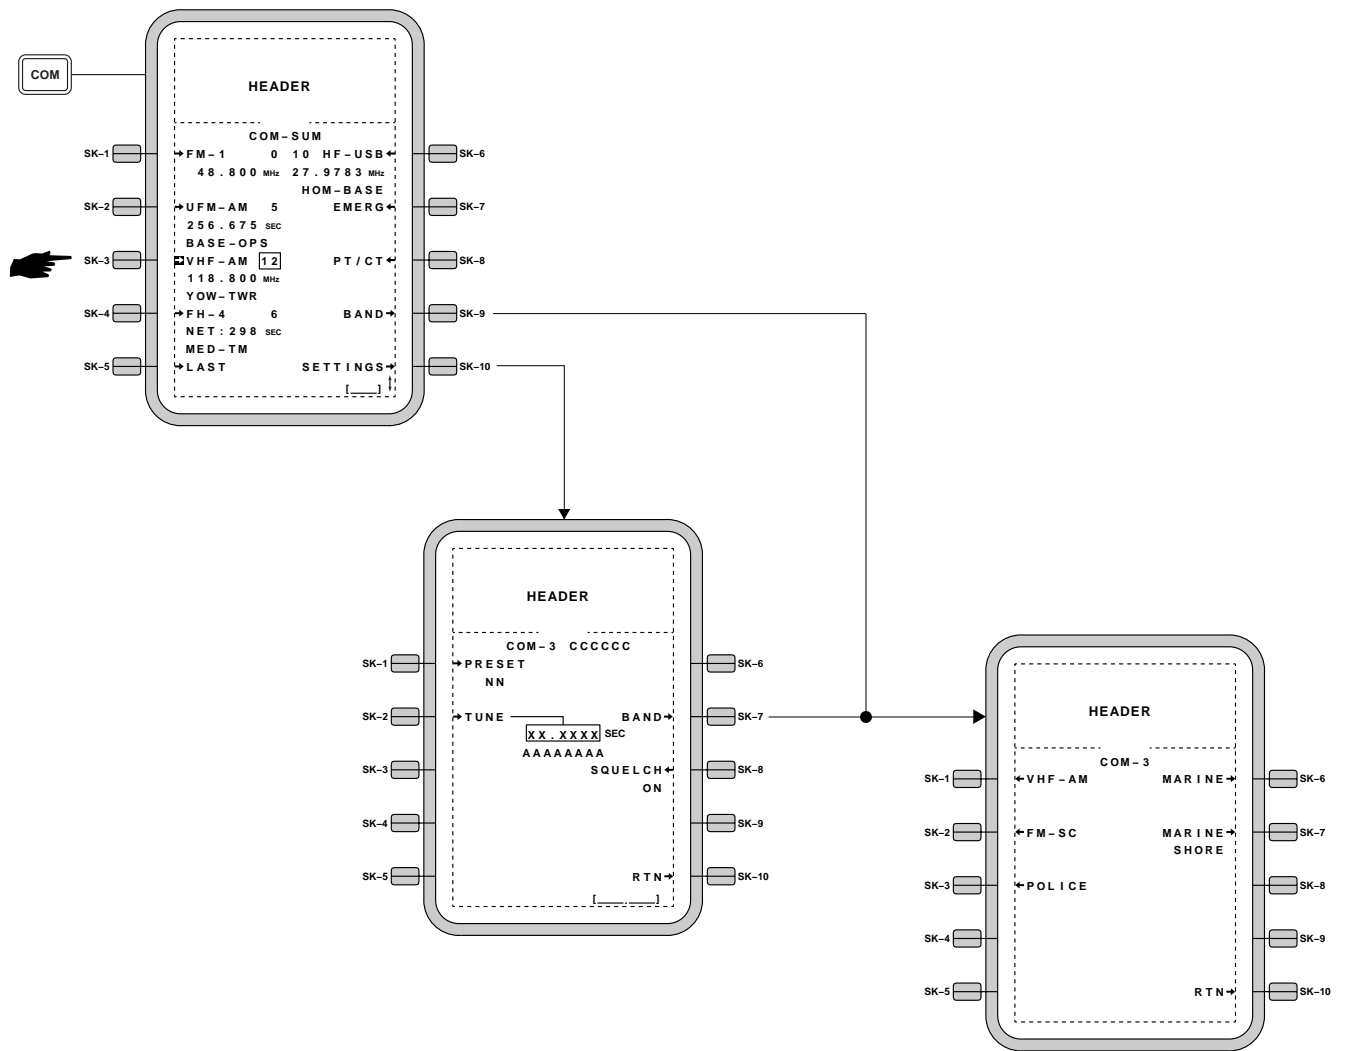 COM
HEADER
COM–SUM
SK–1 →FM–1 0 10 HF–USB← SK–6
48.800 MHz 27.9783 MHz
HOM–BASE
SK–2 →UFM–AM 5 EMERG← SK–7
256.675 SEC
BASE–OPS
SK–3 VHF–AM 12 PT/CT← SK–8
118.800 MHz
YOW–TWR
SK–4 →FH–4 6 BAND→ SK–9
NET:298 SEC
MED–TM
SK–5 →LAST SETTINGS→ SK–10
[____]
HEADER
COM–3 CCCCCC
SK–1 →PRESET SK–6
NN
SK–2 →TUNE BAND→ SK–7
XX.XXXX SEC
AAAAAAAA
SK–3 SQUELCH← SK–8
ON
SK–4 SK–9
SK–5 RTN→ SK–10
[____.____]
HEADER
COM–3
SK–1 ←VHF–AM MARINE→ SK–6
SK–2 ←FM–SC MARINE→ SK–7
SHORE
SK–3 ←POLICE SK–8
SK–4 SK–9
SK–5 RTN→ SK–10